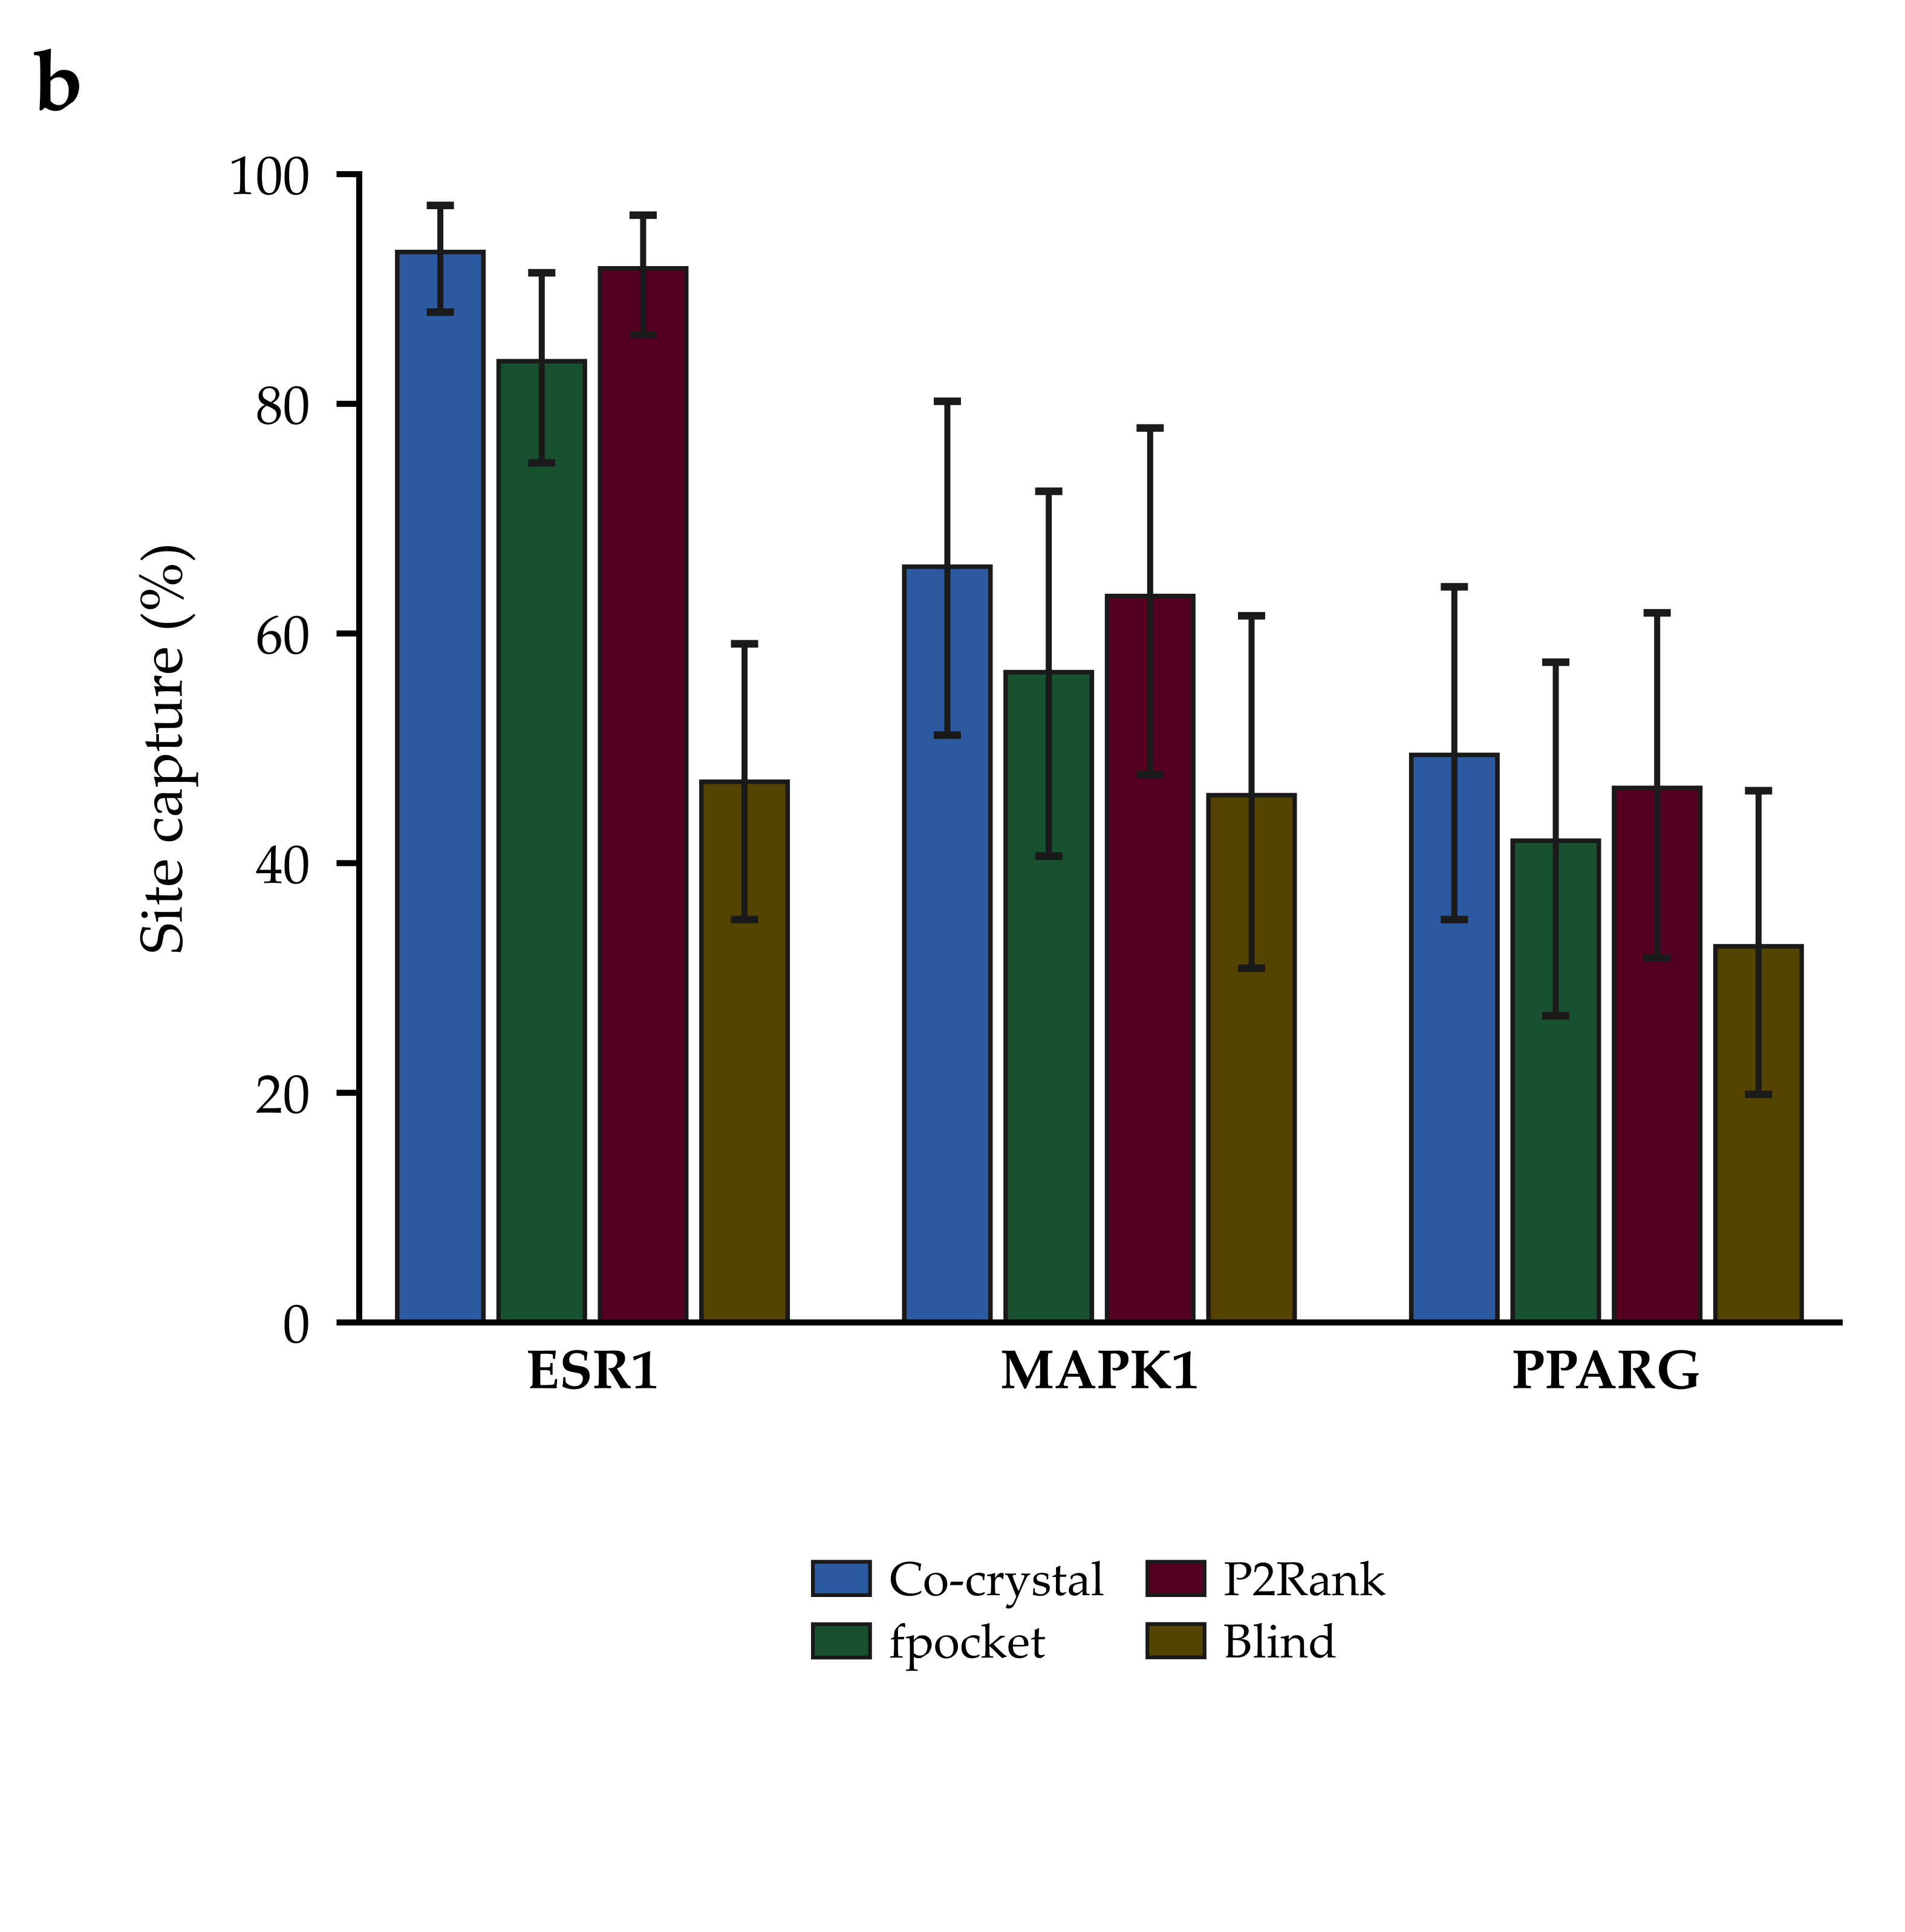 b
Site capture (%)
100
80
60
40
20
0
ESR1 MAPK1 PPARG
Co-crystal P2Rank
fpocket Blind